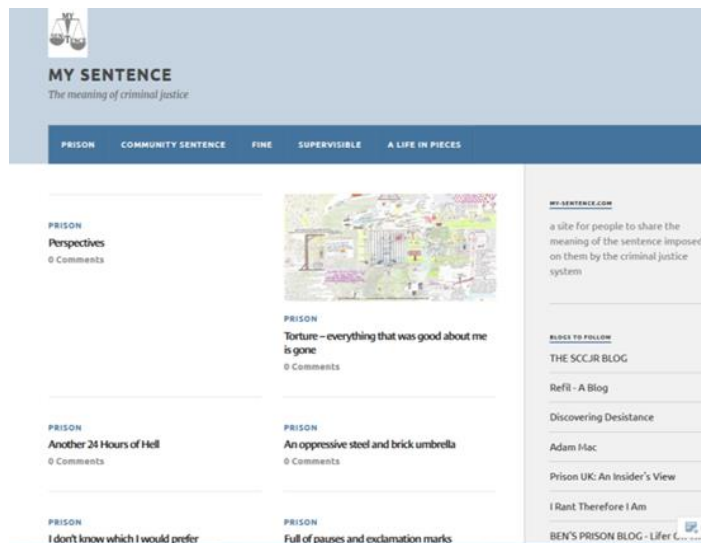 MY
SENTENCE
MY SENTENCE
The meaning of criminal justice
PRISON COMMUNITY SENTENCE FINE SUPERVISIBLE A LIFE IN PIECES
PRISON
Perspectives
0 Comments
PRISON
Torture – everything that was good about me
is gone
0 Comments
PRISON
Another 24 Hours of Hell
0 Comments
PRISON
An oppressive steel and brick umbrella
0 Comments
PRISON
I don't know which I would prefer
PRISON
Full of pauses and exclamation marks
MY-SENTENCE.COM
a site for people to share the
meaning of the sentence imposed
on them by the criminal justice
system
BLOGS TO FOLLOW
THE SCCJR BLOG
Refil - A Blog
Discovering Desistance
Adam Mac
Prison UK: An Insider's View
I Rant Therefore I Am
BEN'S PRISON BLOG - Lifer